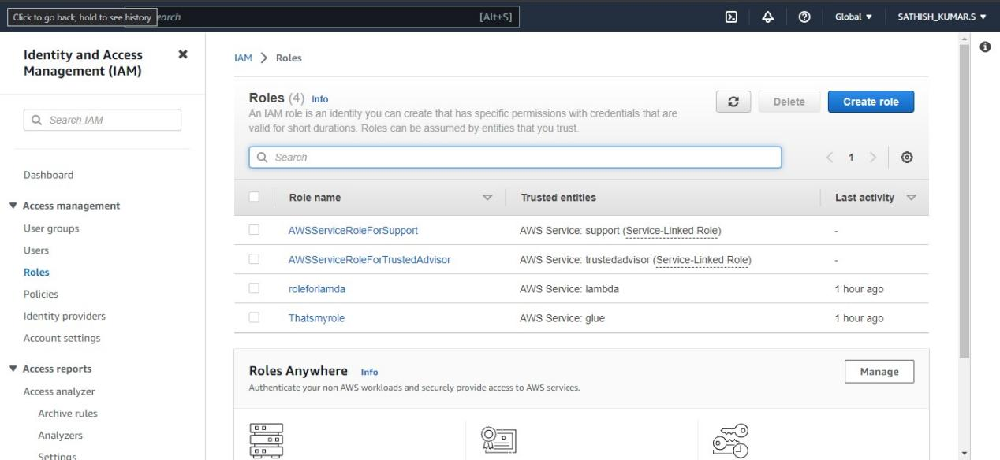 Click to go back, hold to see history
earch
[Alt+S]
Global
SATHISH_KUMAR.S
Identity and Access
Management (IAM)
Search IAM
Dashboard
Access management
User groups
Users
Roles
Policies
Identity providers
Account settings
Access reports
Access analyzer
Archive rules
Analyzers
Settings
IAM > Roles
Roles (4) Info
An IAM role is an identity you can create that has specific permissions with credentials that are
valid for short durations. Roles can be assumed by entities that you trust.
Delete
Create role
Search
1
Role name Trusted entities Last activity
AWSServiceRoleForSupport AWS Service: support (Service-Linked Role) -
AWSServiceRoleForTrustedAdvisor AWS Service: trustedadvisor (Service-Linked Role) -
roleforlamda AWS Service: lambda 1 hour ago
Thatsmyrole AWS Service: glue 1 hour ago
Roles Anywhere Info
Authenticate your non AWS workloads and securely provide access to AWS services.
Manage